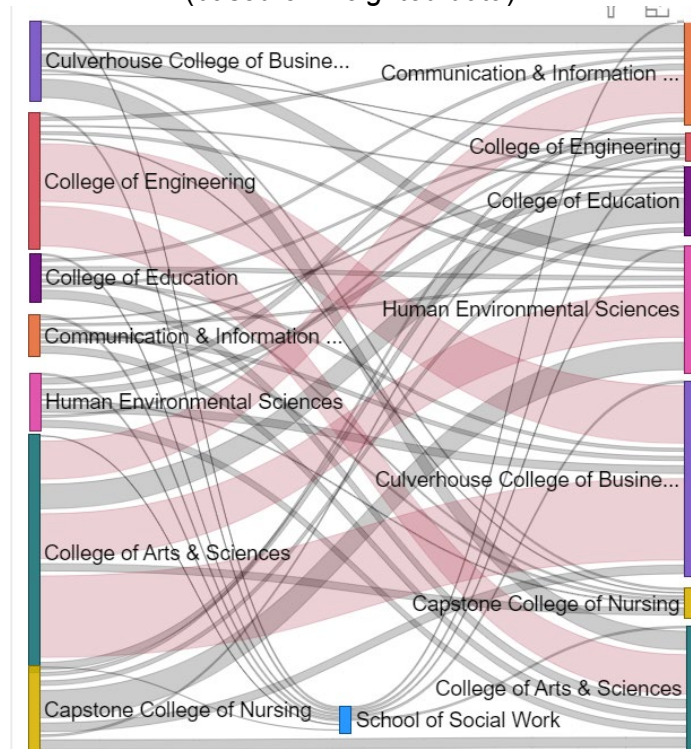 Culverhouse College of Busine...
Communication & Information ...
College of Engineering
College of Engineering
College of Education
College of Education
Human Environmental Sciences
Communication & Information ...
Human Environmental Sciences
Culverhouse College of Busine...
College of Arts & Sciences
Capstone College of Nursing
College of Arts & Sciences
Capstone College of Nursing
School of Social Work